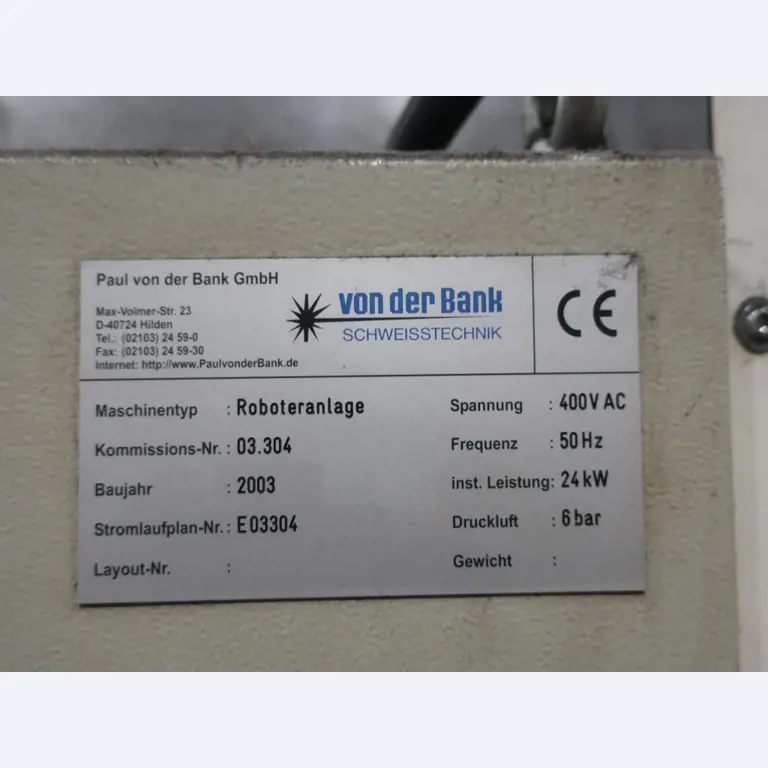 Paul von der Bank GmbH
Max-Volmer-Str. 23
D-40724 Hilden
Tel.: (02103) 24 59-0
Fax: (02103) 24 59-30
Internet: http://www.PaulvonderBank.de
von der Bank
SCHWEISSTECHNIK
CE
Maschinentyp : Roboteranlage
Kommissions-Nr. : 03.304
Baujahr : 2003
Stromlaufplan-Nr. : E03304
Layout-Nr. :
Spannung : 400V AC
Frequenz : 50Hz
inst. Leistung: 24kW
Druckluft : 6bar
Gewicht :